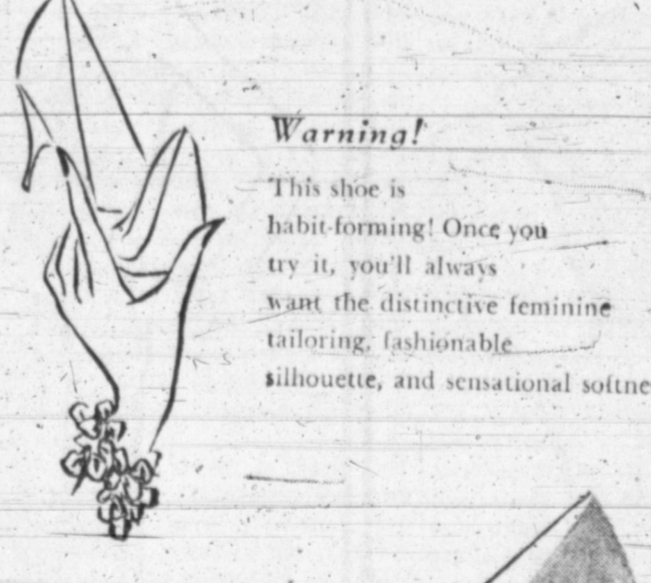 Warning!
This shoe is
habit-forming! Once you
try it, you'll always
want the distinctive feminine
tailoring, fashionable
silhouette, and sensational softne